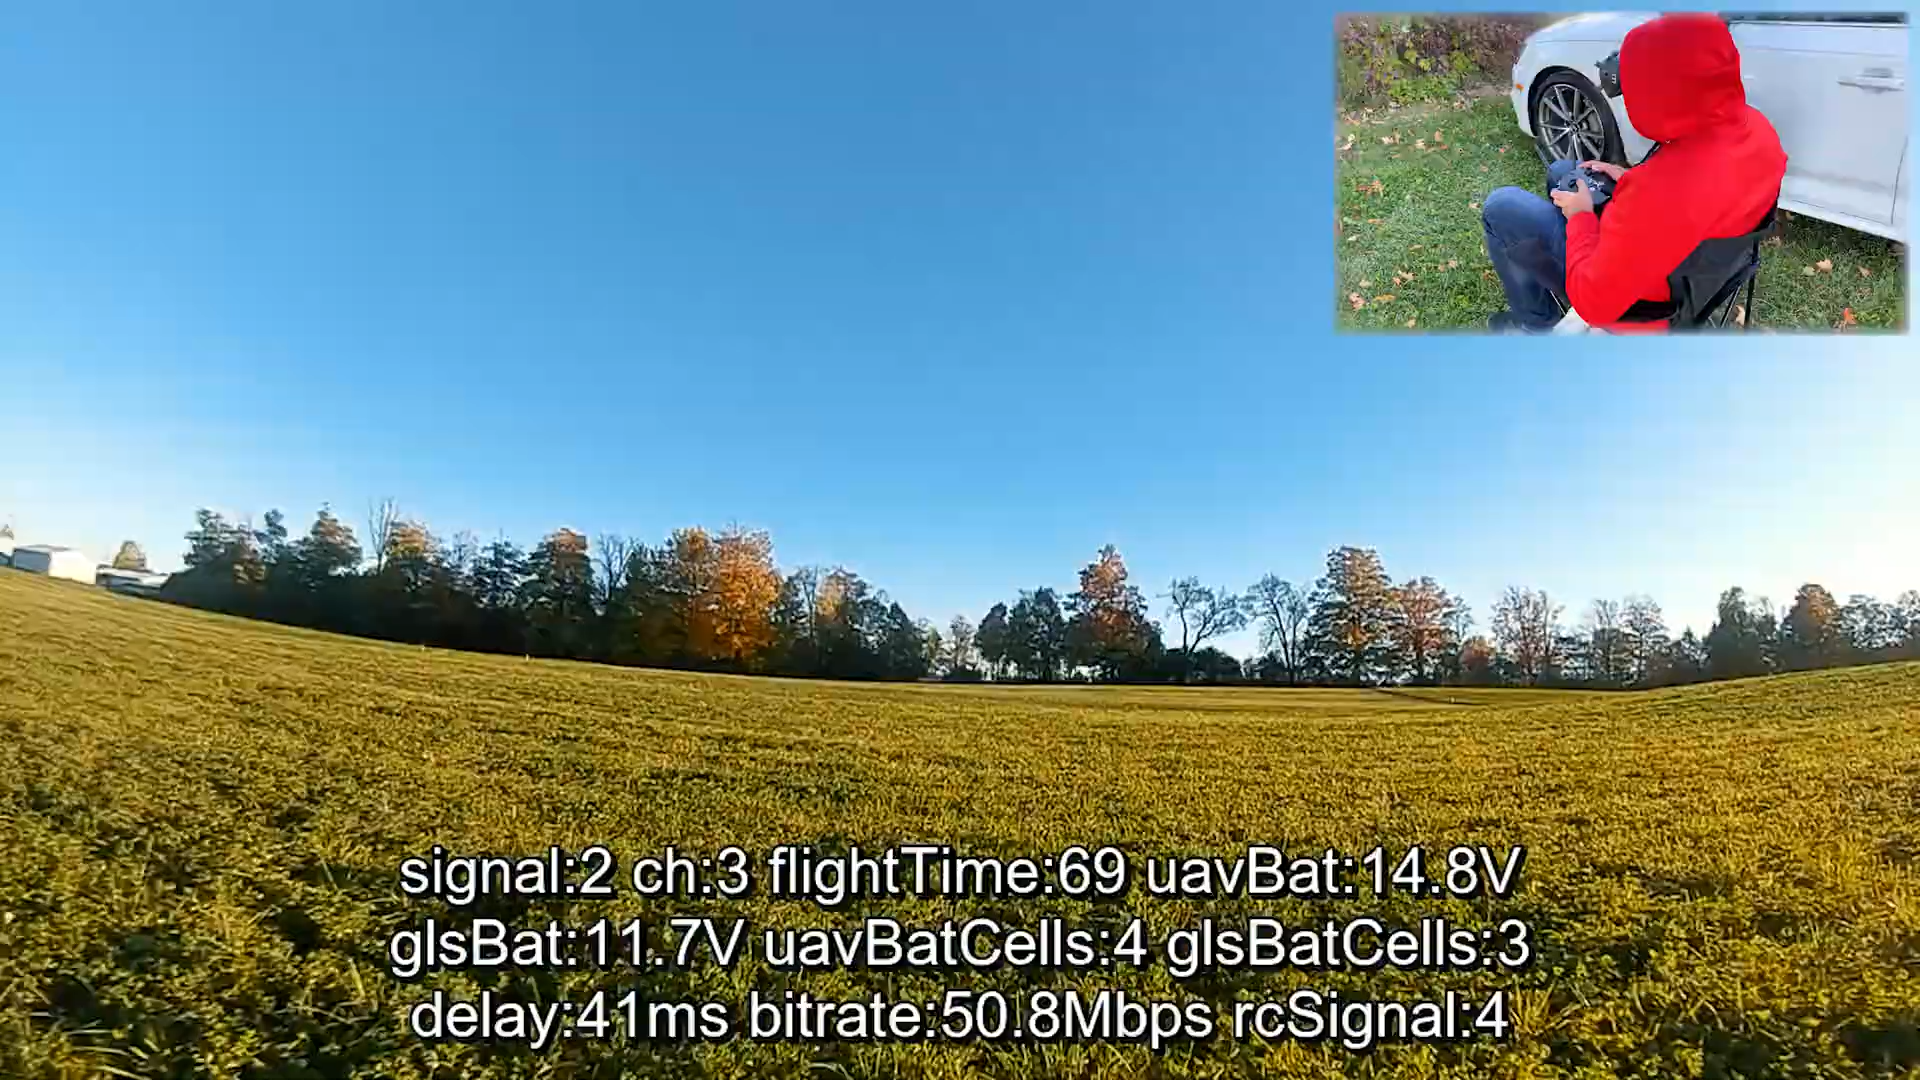 signal:2 ch:3 flightTime:69 uavBat:14.8V
glsBat:11.7V uavBatCells:4 glsBatCells:3
delay:41ms bitrate:50.8Mbps rcSignal:4